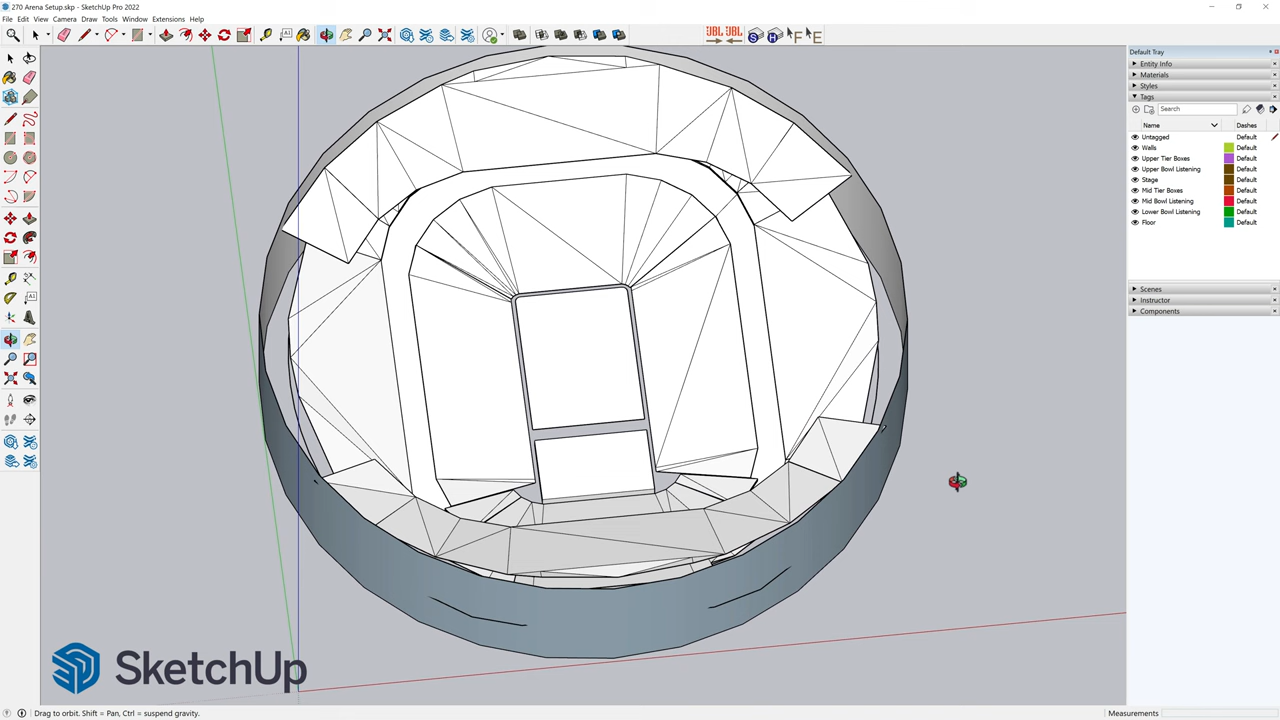 270 Arena Setup.skp - SketchUp Pro 2022
File Edit View Camera Draw Tools Window Extensions Help
JBL JBL S H F E
Default Tray
Entity Info
Materials
Styles
Tags
Search
Name Dashes
Untagged Default
Walls Default
Upper Tier Boxes Default
Upper Bowl Listening Default
Stage Default
Mid Tier Boxes Default
Mid Bowl Listening Default
Lower Bowl Listening Default
Floor Default
Scenes
Instructor
Components
SketchUp
Drag to orbit. Shift = Pan, Ctrl = suspend gravity.
Measurements